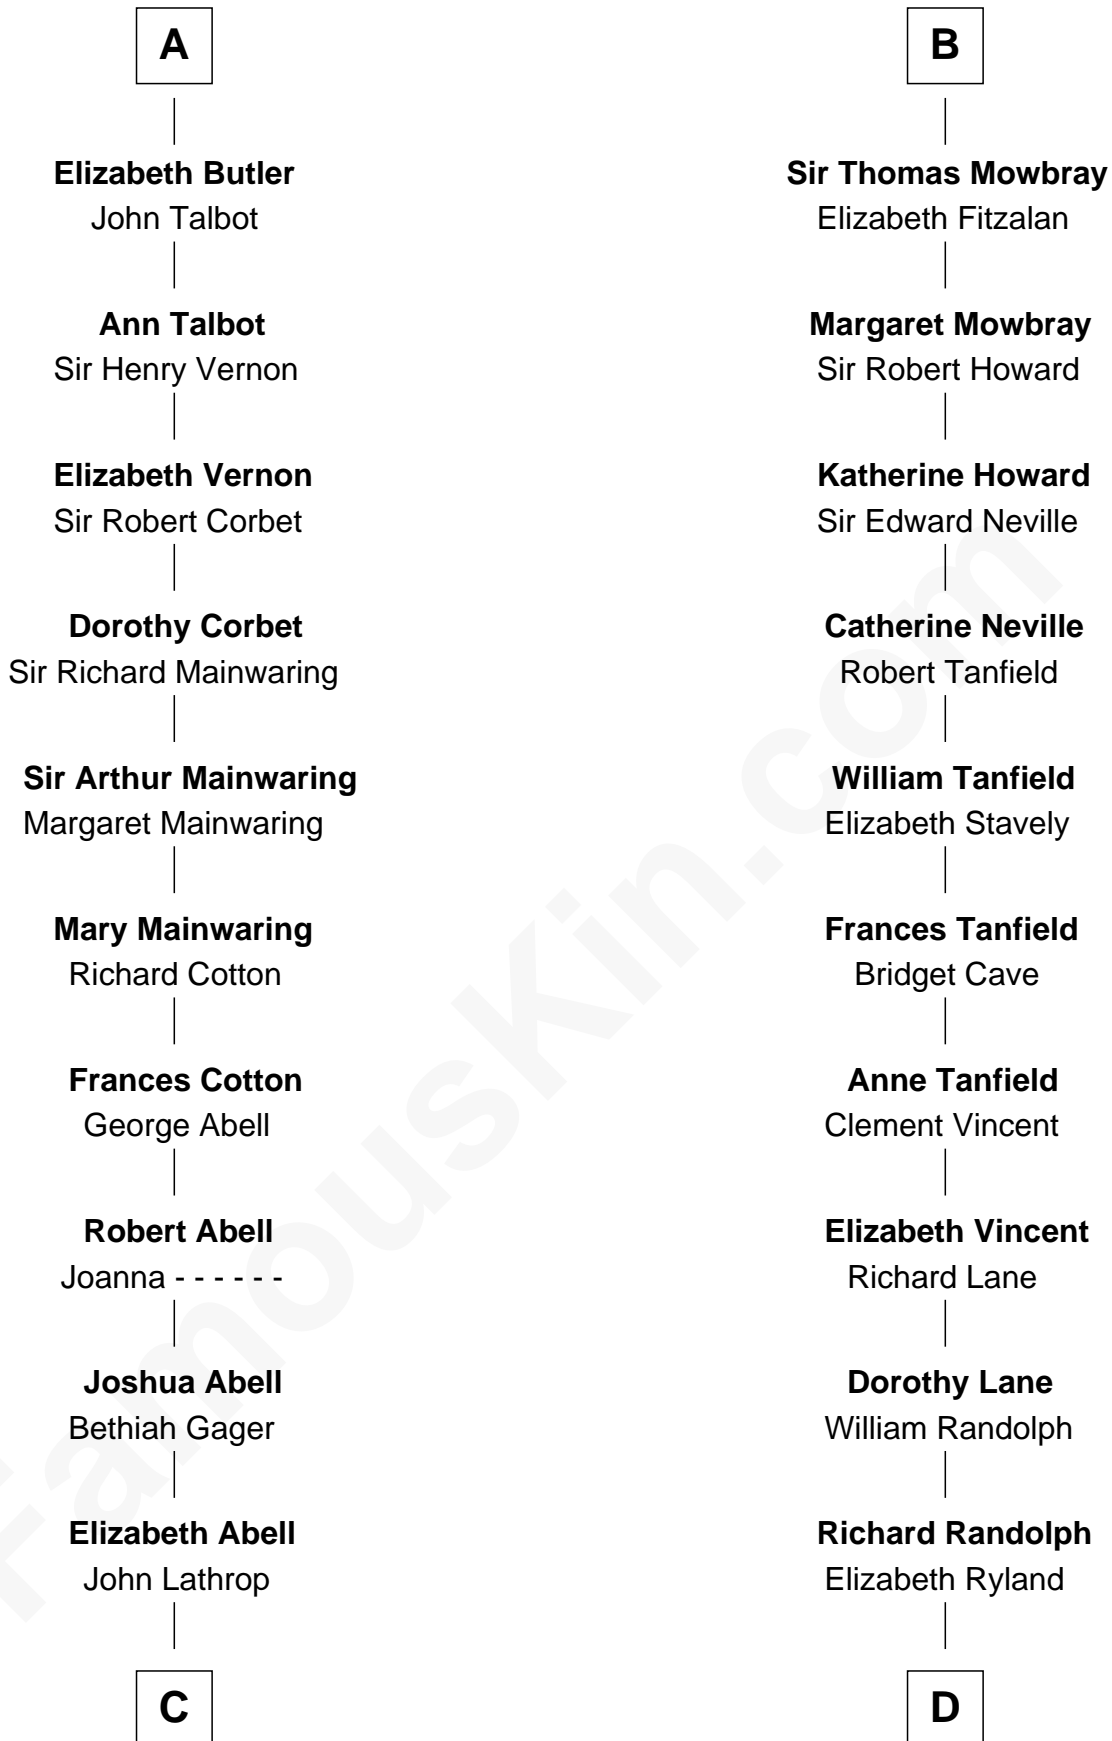 A
Elizabeth Butler
John Talbot
Ann Talbot
Sir Henry Vernon
Elizabeth Vernon
Sir Robert Corbet
Dorothy Corbet
Sir Richard Mainwaring
Sir Arthur Mainwaring
Margaret Mainwaring
Mary Mainwaring
Richard Cotton
Frances Cotton
George Abell
Robert Abell
Joanna - - - - - -
Joshua Abell
Bethiah Gager
Elizabeth Abell
John Lathrop
C
B
Sir Thomas Mowbray
Elizabeth Fitzalan
Margaret Mowbray
Sir Robert Howard
Katherine Howard
Sir Edward Neville
Catherine Neville
Robert Tanfield
William Tanfield
Elizabeth Stavely
Frances Tanfield
Bridget Cave
Anne Tanfield
Clement Vincent
Elizabeth Vincent
Richard Lane
Dorothy Lane
William Randolph
Richard Randolph
Elizabeth Ryland
D
FamousKin.com